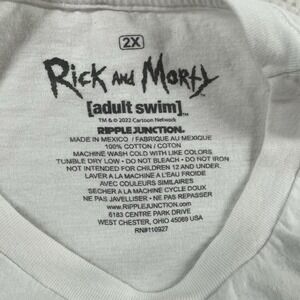 2X
Rick and Morty
[adult swim]™
TM & © 2022 Cartoon Network
RIPPLE JUNCTION.
MADE IN MEXICO / FABRIQUE AU MEXIQUE
100% COTTON / COTON
MACHINE WASH COLD WITH LIKE COLORS
TUMBLE DRY LOW - DO NOT BLEACH - DO NOT IRON
NOT INTENDED FOR CHILDREN 12 AND UNDER.
LAVER A LA MACHINE A L'EAU FROIDE
AVEC COULEURS SIMILAIRES
SECHER A LA MACHINE CYCLE DOUX
NE PAS JAVELLISER - NE PAS REPASSER
www.RIPPLEJUNCTION.com
6183 CENTRE PARK DRIVE
WEST CHESTER, OHIO 45069 USA
RN#110927